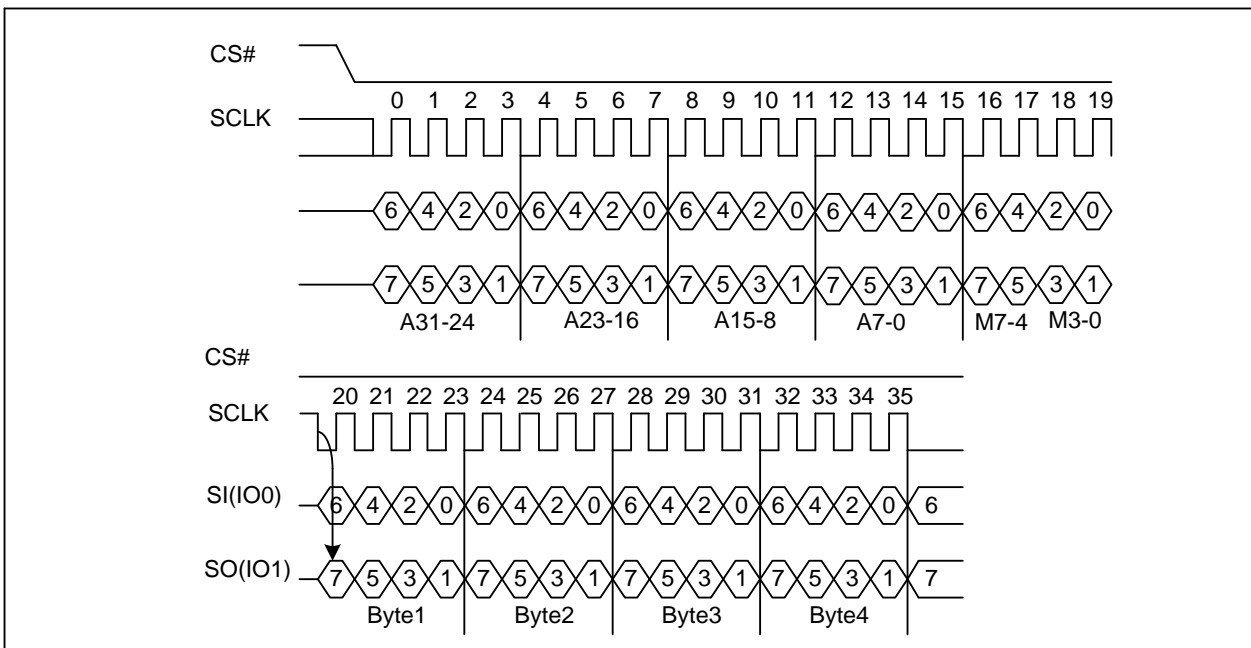 CS#
0 1 2 3 4 5 6 7 8 9 10 11 12 13 14 15 16 17 18 19
SCLK
6 4 2 0 6 4 2 0 6 4 2 0 6 4 2 0 6 4 2 0
7 5 3 1 7 5 3 1 7 5 3 1 7 5 3 1 7 5 3 1
A31-24 A23-16 A15-8 A7-0 M7-4 M3-0
CS#
20 21 22 23 24 25 26 27 28 29 30 31 32 33 34 35
SCLK
SI(IO0) 6 4 2 0 6 4 2 0 6 4 2 0 6 4 2 0 6
SO(IO1) 7 5 3 1 7 5 3 1 7 5 3 1 7 5 3 1 7
Byte1 Byte2 Byte3 Byte4